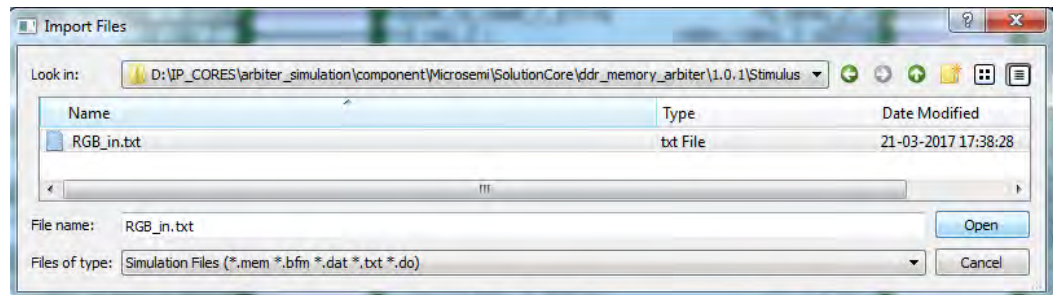 Import Files
Look in: D:\IP_CORES\arbiter_simulation\component\Microsemi\SolutionCore\ddr_memory_arbiter\1.0.1\Stimulus
Name Type Date Modified
RGB_in.txt txt File 21-03-2017 17:38:28
File name: RGB_in.txt Open
Files of type: Simulation Files (*.mem *.bfm *.dat *.txt *.do) Cancel